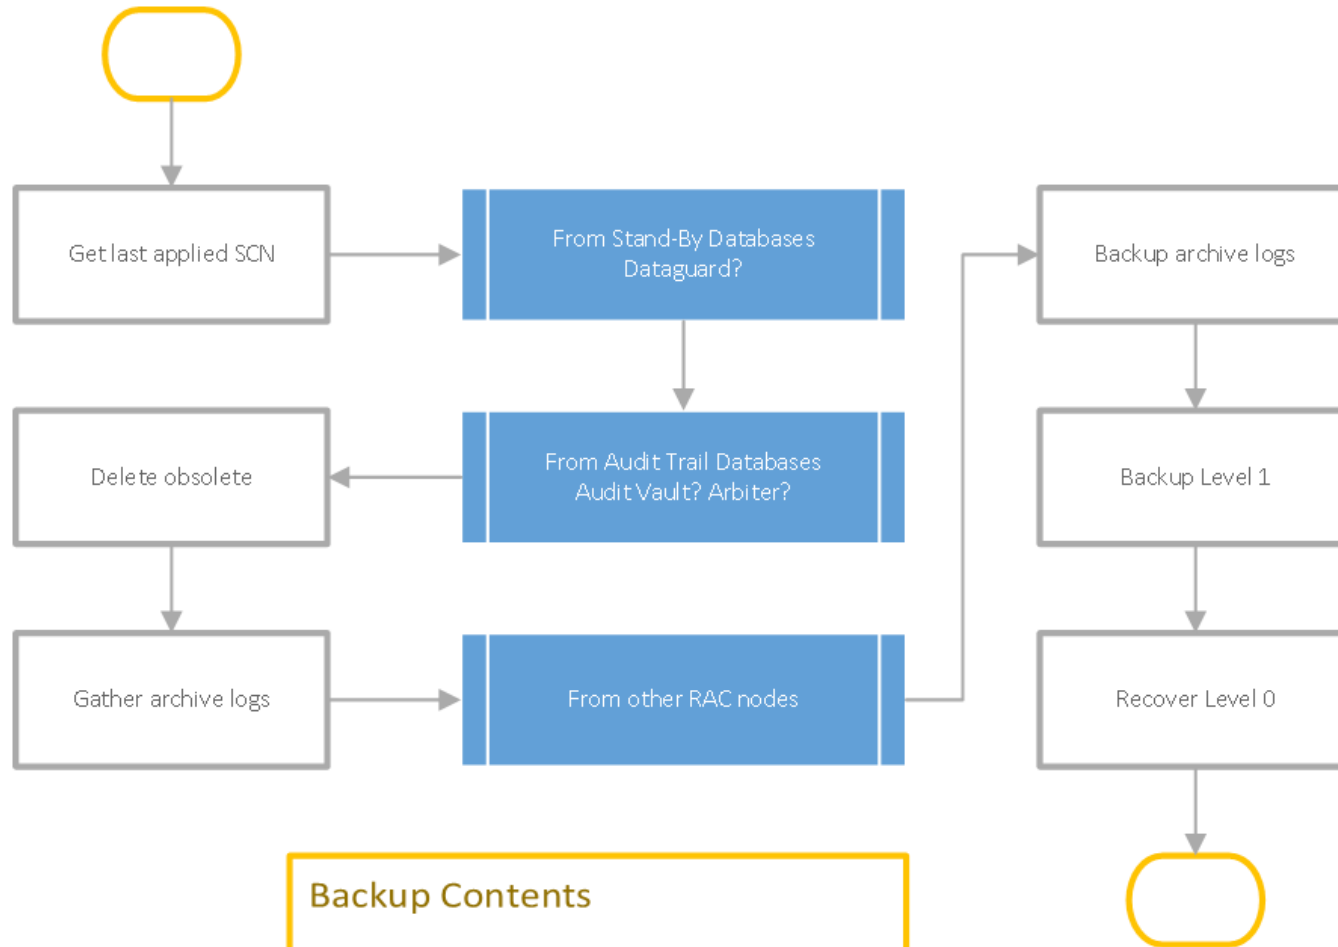 Get last applied SCN
From Stand-By Databases
Dataguard?
Backup archive logs
Delete obsolete
From Audit Trail Databases
Audit Vault? Arbiter?
Backup Level 1
Gather archive logs
From other RAC nodes
Recover Level 0
Backup Contents